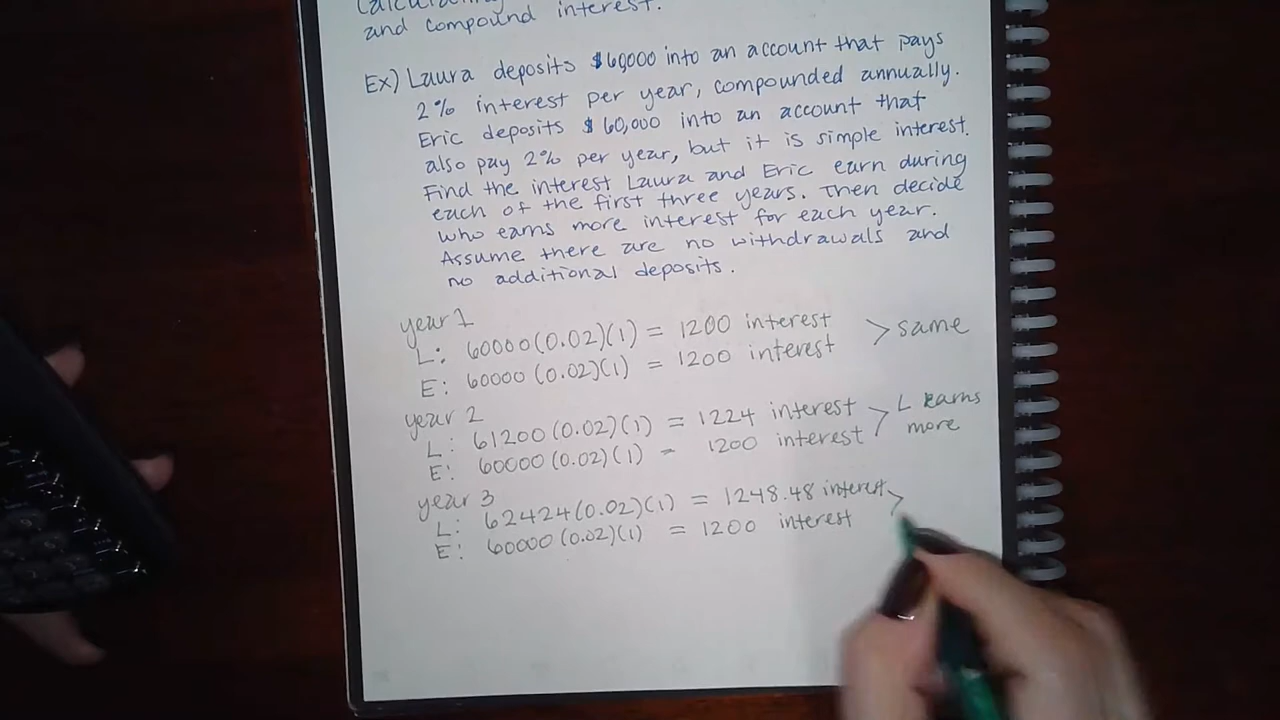 and compound interest.
Ex) Laura deposits $60000 into an account that pays
2% interest per year, compounded annually.
Eric deposits $60,000 into an account that
also pay 2% per year, but it is simple interest.
Find the interest Laura and Eric earn during
each of the first three years. Then decide
who earns more interest for each year.
Assume there are no withdrawals and
no additional deposits.
year 1
L: 60000(0.02)(1) = 1200 interest
E: 60000(0.02)(1) = 1200 interest
> same
year 2
L: 61200(0.02)(1) = 1224 interest
E: 60000(0.02)(1) = 1200 interest
> L earns
more
year 3
L: 62424(0.02)(1) = 1248.48 interest >
E: 60000(0.02)(1) = 1200 interest